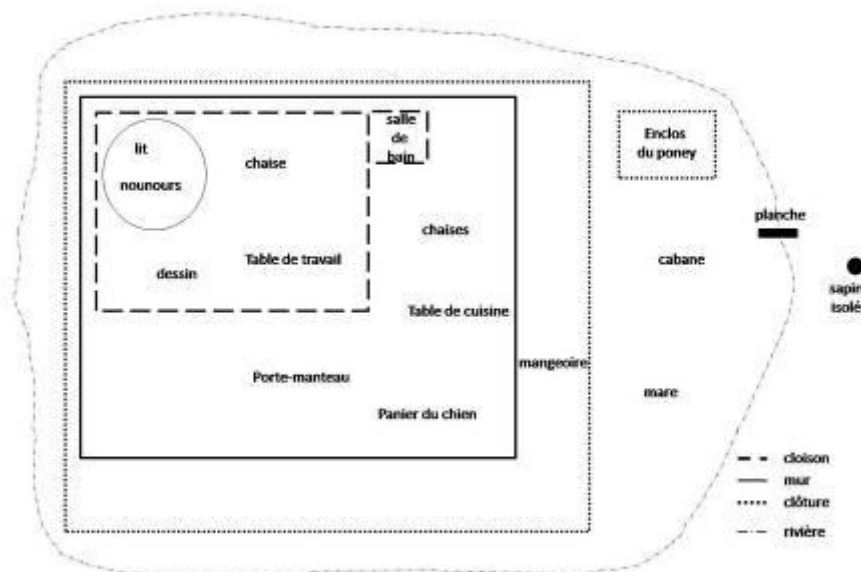 lit
nounours
chaise
salle
de
bain
Enclos
du poney
planche
chaises
cabane
dessin
Table de travail
sapin
Isolé
Table de cuisine
mangeoire
Porte-manteau
mare
Panier du chien
cloison
mur
clôture
rivière